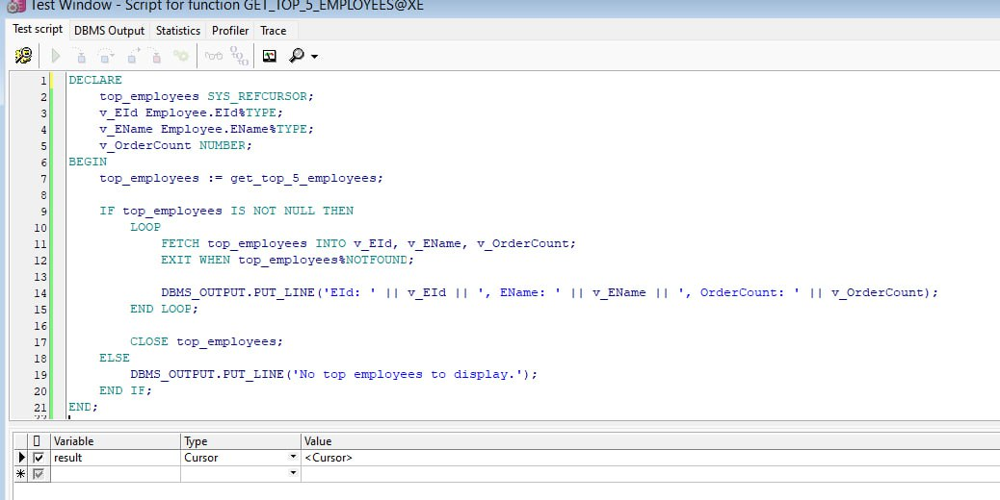 Test Window - Script for function GET_TOP_5_EMPLOYEES@XE
Test script DBMS Output Statistics Profiler Trace
1 DECLARE
2 top_employees SYS_REFCURSOR;
3 v_EId Employee.EId%TYPE;
4 v_EName Employee.EName%TYPE;
5 v_OrderCount NUMBER;
6 BEGIN
7 top_employees := get_top_5_employees;
8
9 IF top_employees IS NOT NULL THEN
10 LOOP
11 FETCH top_employees INTO v_EId, v_EName, v_OrderCount;
12 EXIT WHEN top_employees%NOTFOUND;
13
14 DBMS_OUTPUT.PUT_LINE('EId: ' || v_EId || ', EName: ' || v_EName || ', OrderCount: ' || v_OrderCount);
15 END LOOP;
16
17 CLOSE top_employees;
18 ELSE
19 DBMS_OUTPUT.PUT_LINE('No top employees to display.');
20 END IF;
21 END;
22
Variable Type Value
result Cursor <Cursor>